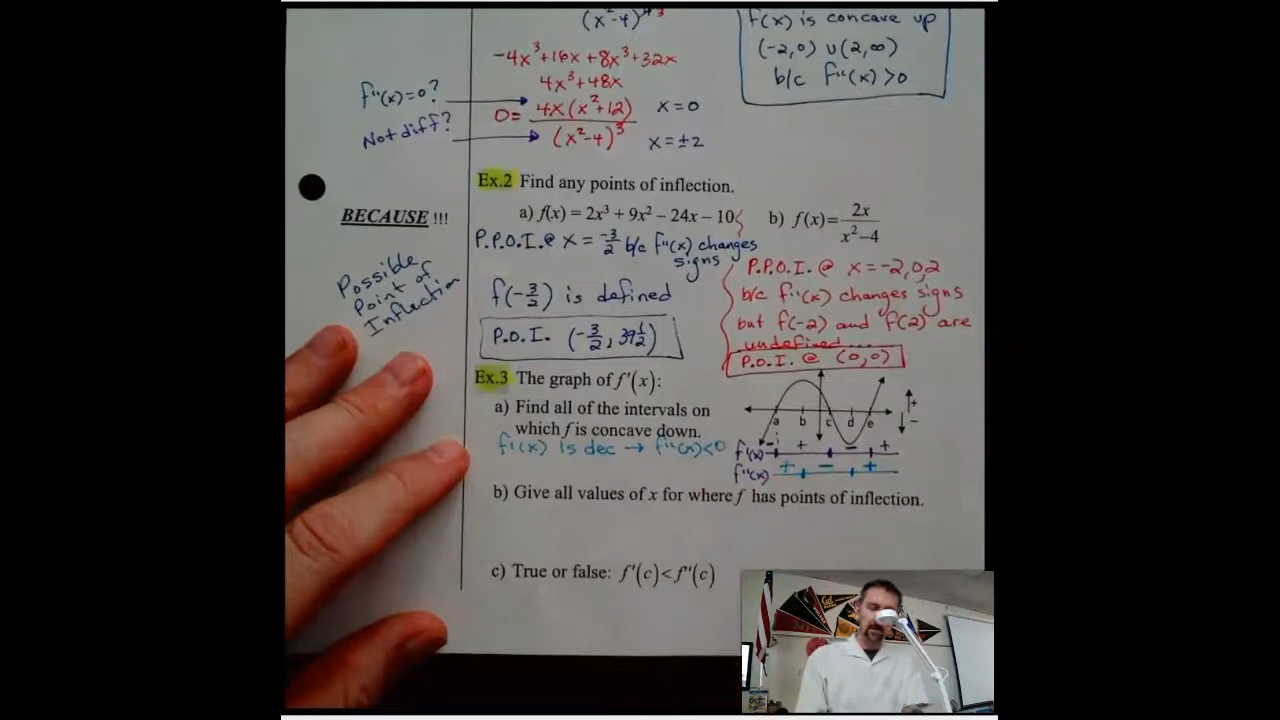 (x²-4)⁴³
-4x³+16x+8x³+32x
4x³+48x
f''(x)=0?
0= 4x(x²+12) x=0
Not diff?
(x²-4)³ x=±2
f(x) is concave up
(-2,0) ∪(2,∞)
b/c f''(x)>0
Ex.2 Find any points of inflection.
BECAUSE !!!
a) f(x) = 2x³ + 9x² – 24x – 10
P.P.O.I.@ x = -3/2 b/c f''(x) changes
signs
f(-3/2) is defined
P.O.I. (-3/2, 39½)
b) f(x)= 2x/x²–4
P.P.O.I. @ x=-2,0,2
b/c f''(x) changes signs
but f(-2) and f(2) are
undefined...
P.O.I. @ (0,0)
Possible
Point of
Inflection
Ex.3 The graph of f'(x):
a) Find all of the intervals on
which f is concave down.
f'(x) is dec → f''(x)<0
a b c d e
+
-
f'(x) - + - +
f''(x) + - +
b) Give all values of x for where f has points of inflection.
c) True or false: f'(c)<f''(c)
Cal